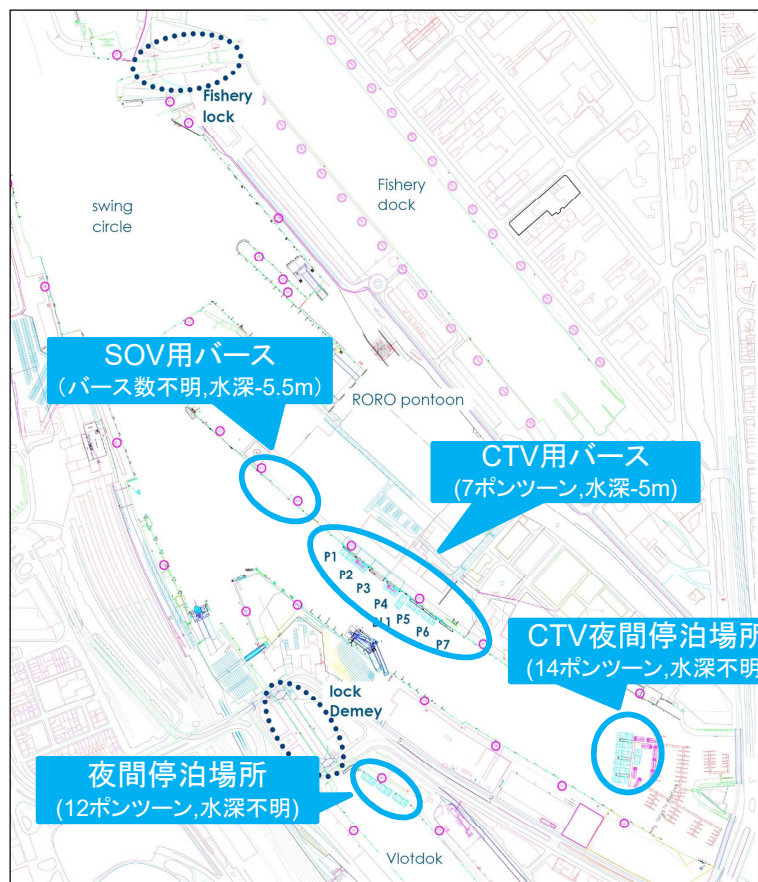 Fishery
lock
Fishery
dock
swing
circle
SOV用バース
（バース数不明,水深-5.5m）
RORO pontoon
CTV用バース
(7ポンツーン,水深-5m)
P1
P2
P3
P4
P5
P6
P7
CTV夜間停泊場所
(14ポンツーン,水深不明
lock
Demey
夜間停泊場所
(12ポンツーン,水深不明)
Vlotdok